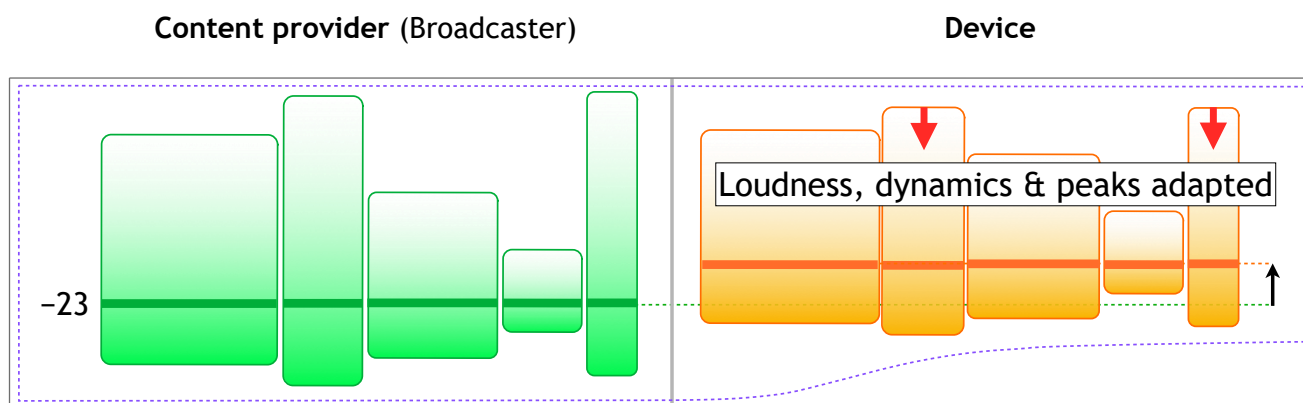 Content provider (Broadcaster)
Device
Loudness, dynamics & peaks adapted
−23